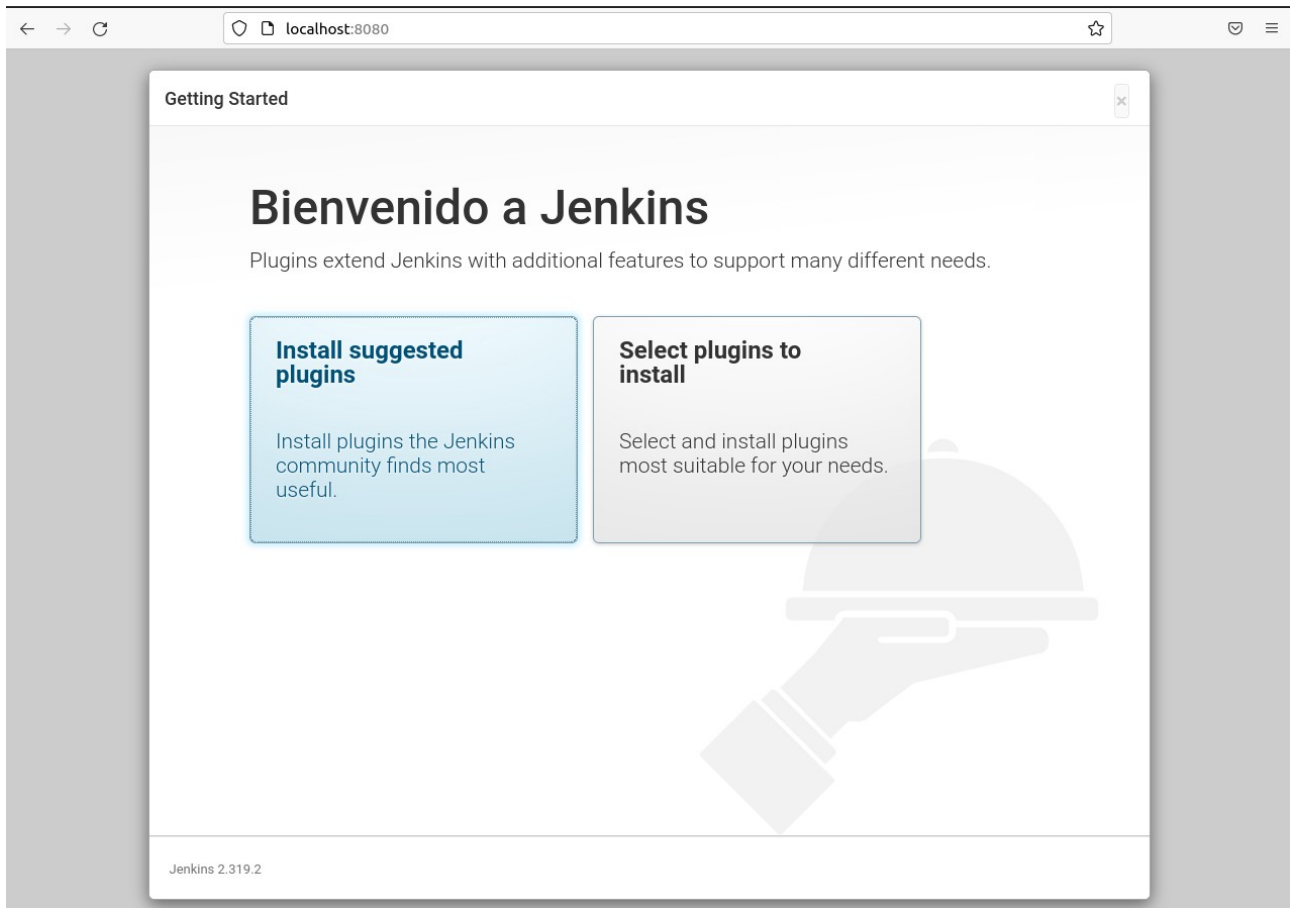 localhost:8080
Getting Started
×
Bienvenido a Jenkins
Plugins extend Jenkins with additional features to support many different needs.
Install suggested
plugins
Install plugins the Jenkins
community finds most
useful.
Select plugins to
install
Select and install plugins
most suitable for your needs.
Jenkins 2.319.2